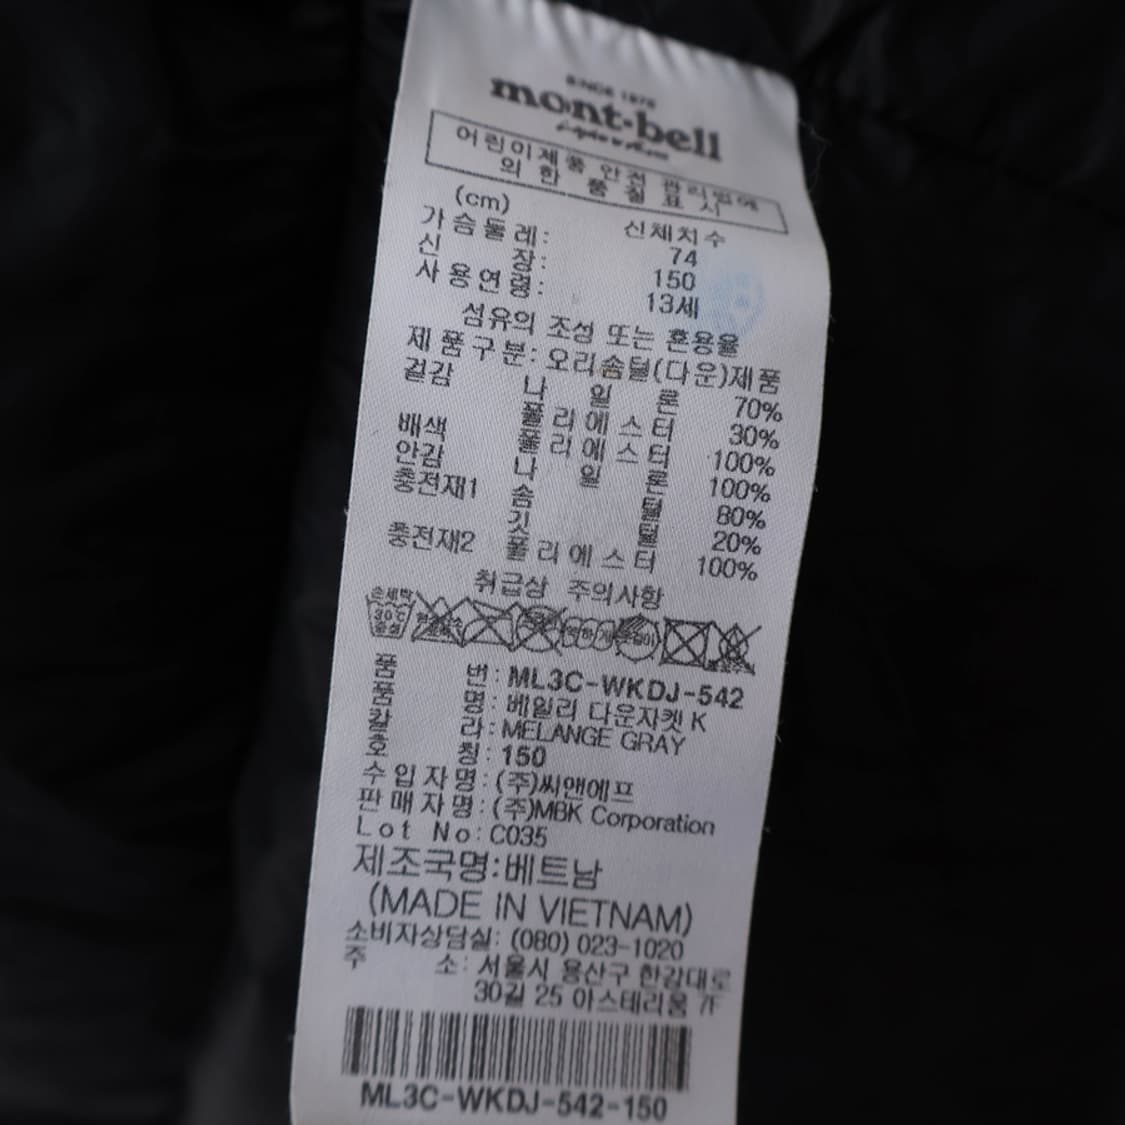 SINCE 1975
mont-bell
어린이제품 안전 관리법에
의 한 품 질 표 시
(cm)
신체치수
가슴둘레: 74
신 장: 150
사용연령: 13세
섬유의 조성 또는 혼용율
제품구분: 오리솜털(다운)제품
겉감 나 일 론 70%
폴리에스터 30%
배색 폴리에스터 100%
안감 나 일 론 100%
충전재1 솜 털 80%
깃 털 20%
충전재2 폴리에스터 100%
취급상 주의사항
손세탁
30℃
중성
품 번: ML3C-WKDJ-542
품 명: 베일리 다운자켓 K
칼 라: MELANGE GRAY
호 칭: 150
수입자명: (주)씨앤에프
판매자명: (주)MBK Corporation
Lot No: C035
제조국명:베트남
(MADE IN VIETNAM)
소비자상담실: (080) 023-1020
주 소: 서울시 용산구 한강대로
30길 25 아스테리움 7F
ML3C-WKDJ-542-150